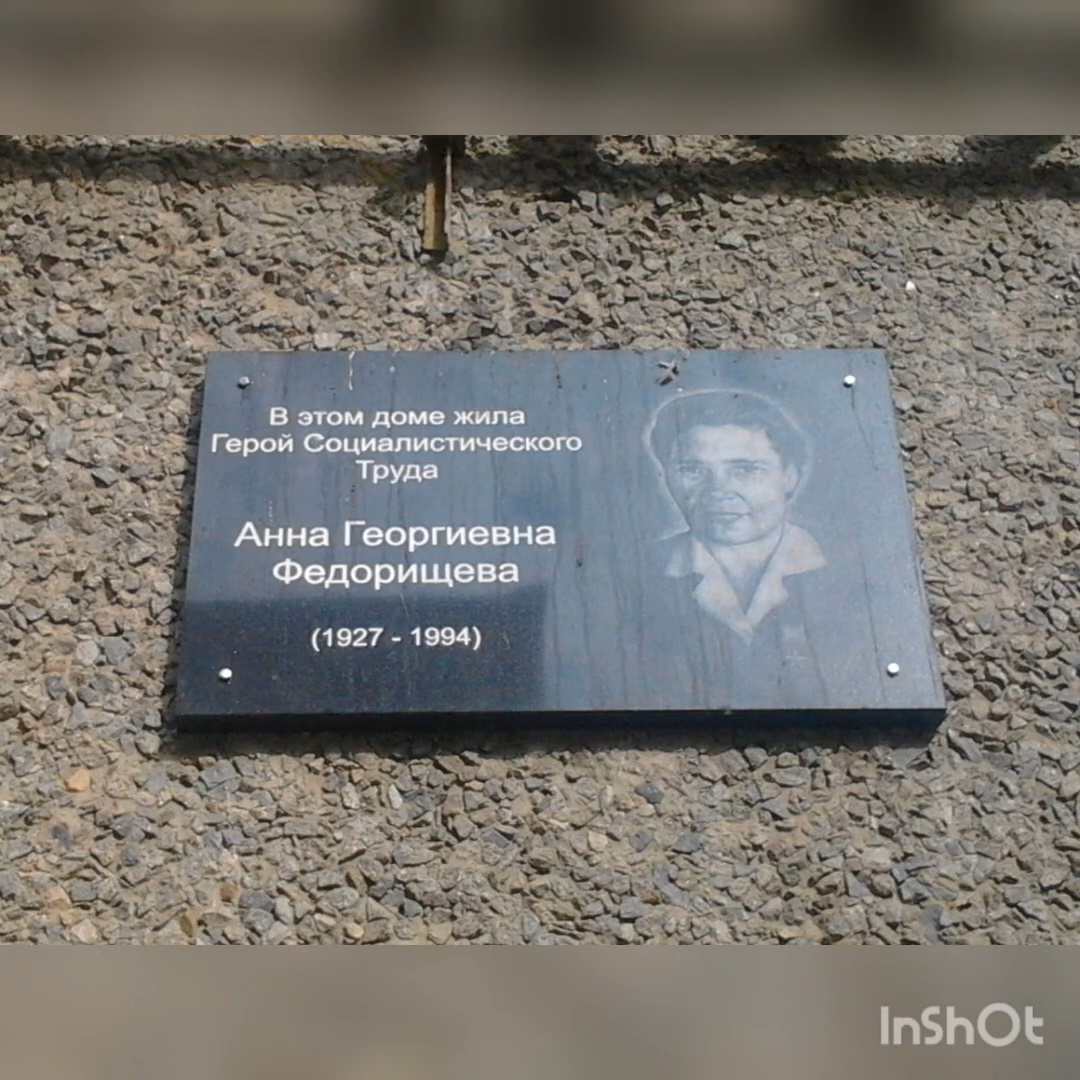 В этом доме жила
Герой Социалистического
Труда
Анна Георгиевна
Федорищева
(1927 - 1994)
InShOt